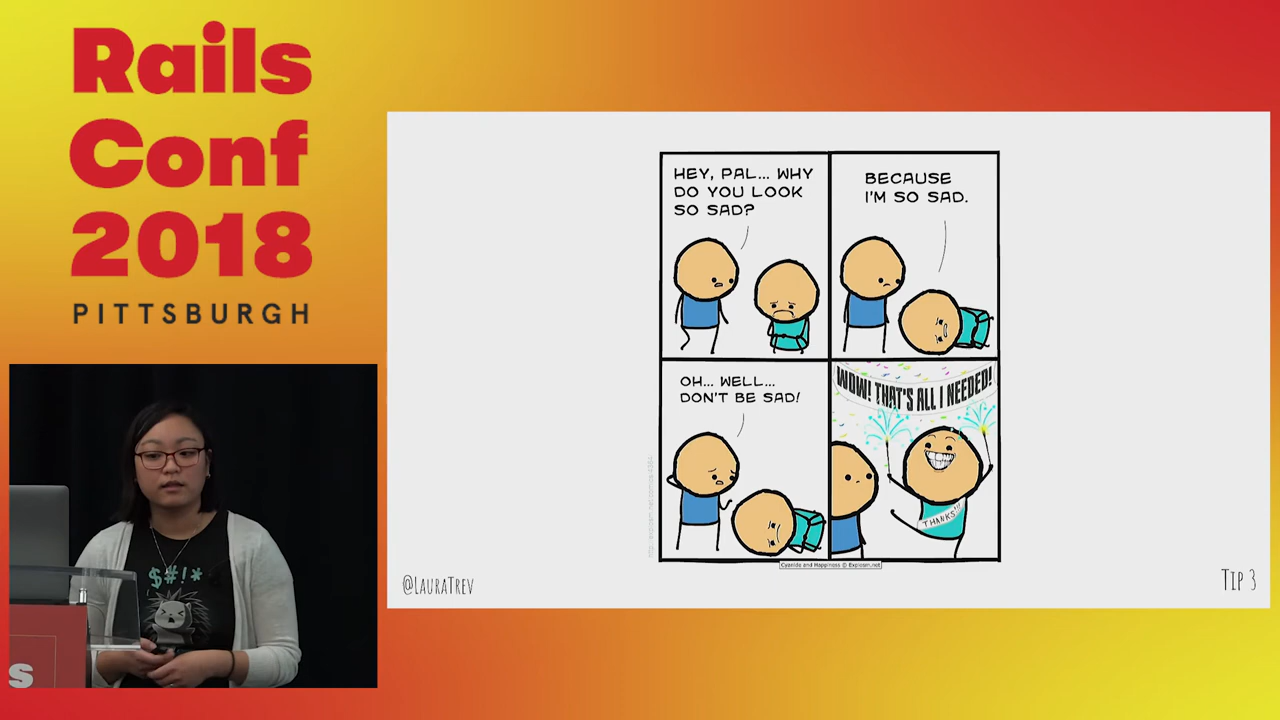 Rails
Conf
2018
PITTSBURGH
HEY, PAL... WHY
DO YOU LOOK
SO SAD?
BECAUSE
I'M SO SAD.
OH... WELL...
DON'T BE SAD!
WOW! THAT'S ALL I NEEDED!
THANKS!!!
Cyanide and Happiness © Explosm.net
@LauraTrev
Tip 3
$#!*
S